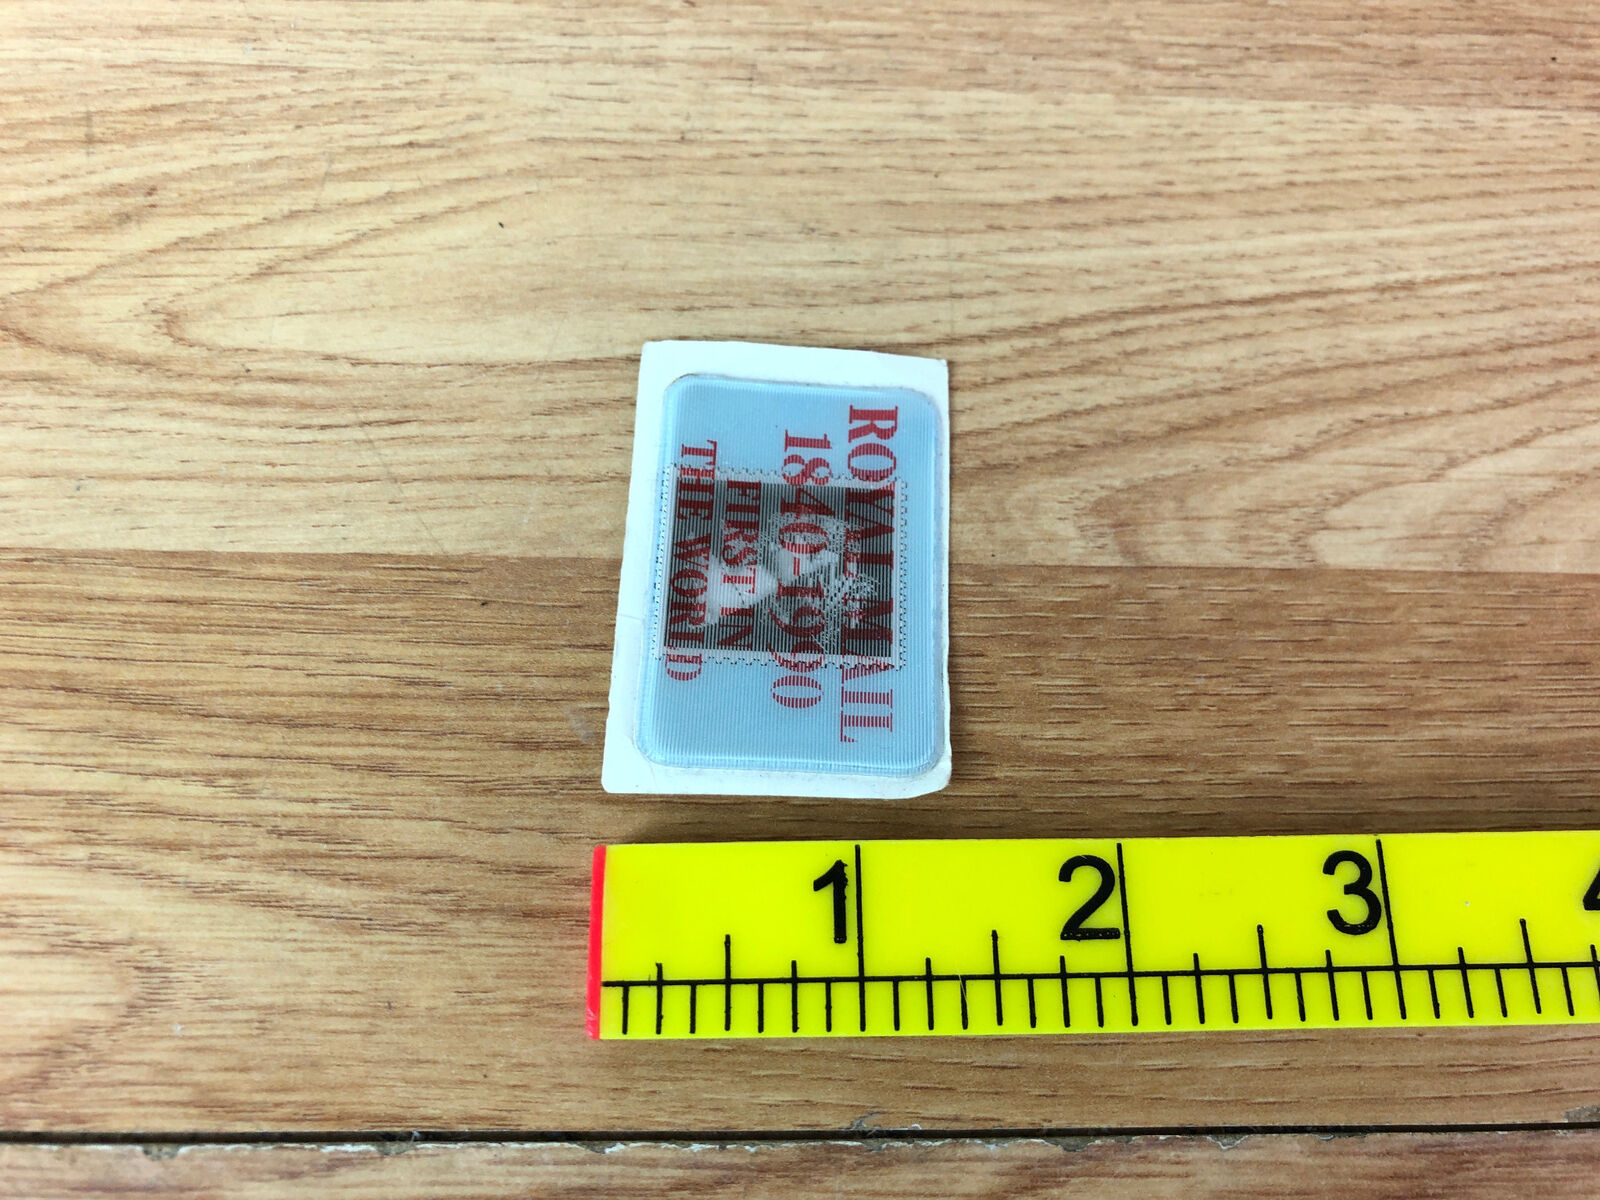 ROYAL MAIL
1840-1990
FIRST IN
THE WORLD
1 2 3 4